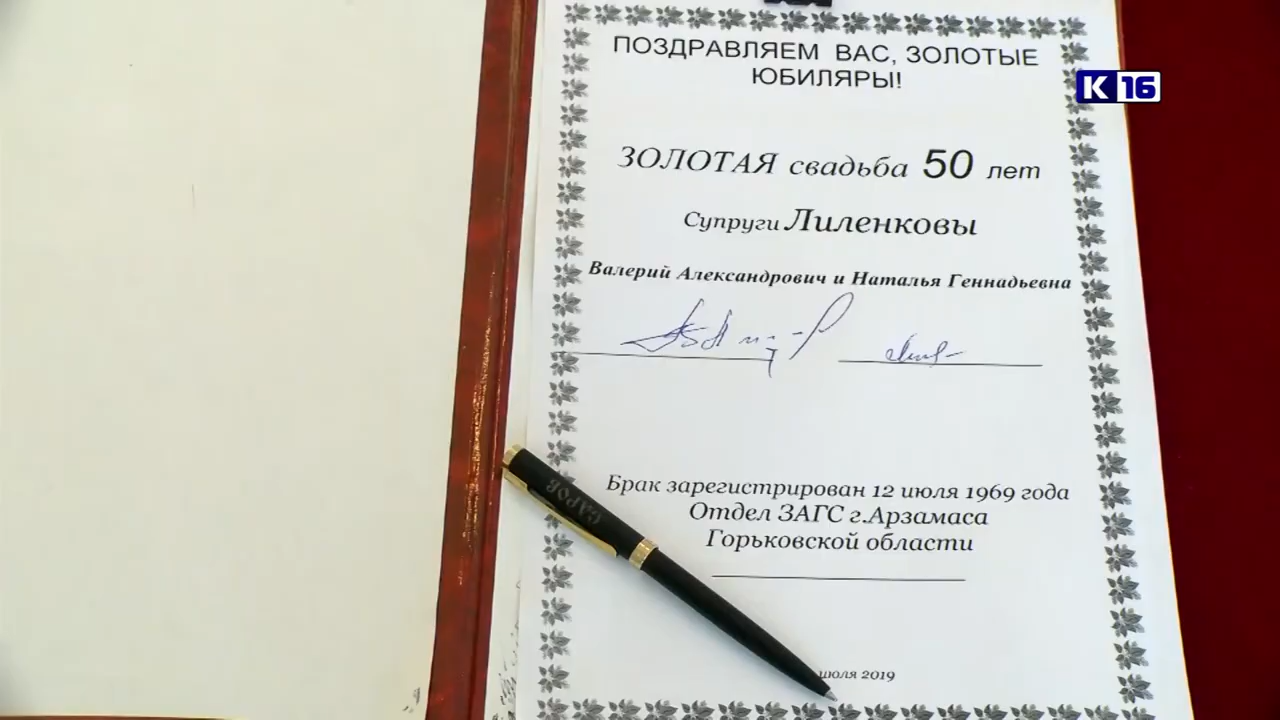 ПОЗДРАВЛЯЕМ ВАС, ЗОЛОТЫЕ
ЮБИЛЯРЫ!
К 16
ЗОЛОТАЯ свадьба 50 лет
Супруги Лиленковы
Валерий Александрович и Наталья Геннадьевна
Брак зарегистрирован 12 июля 1969 года
Отдел ЗАГС г.Арзамаса
Горьковской области
САРОВ
июля 2019